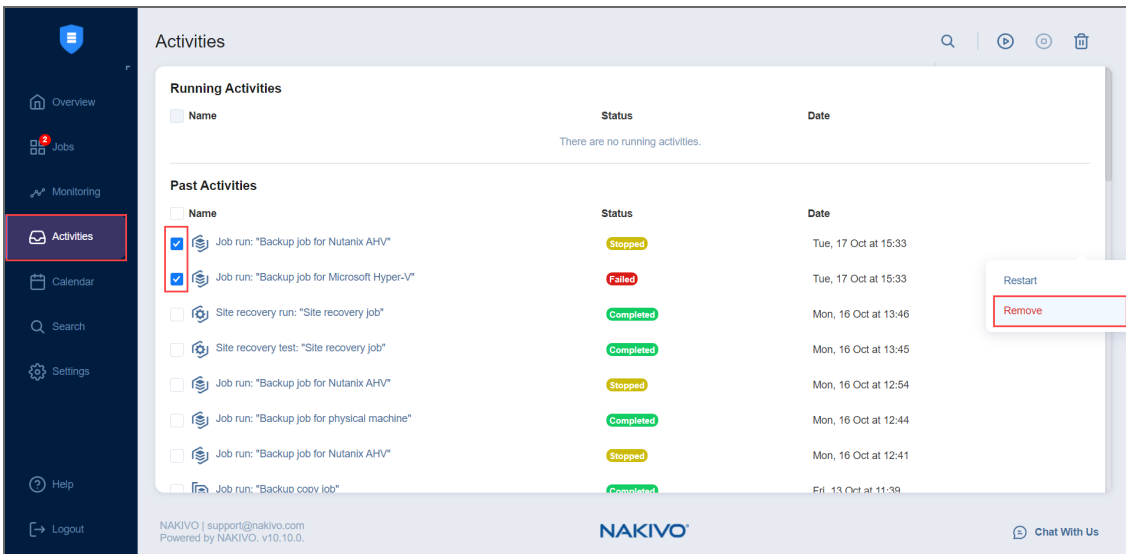 Activities
Overview
2
Jobs
Monitoring
Activities
Calendar
Search
Settings
Help
Logout
Running Activities
Name Status Date
There are no running activities.
Past Activities
Name Status Date
Job run: "Backup job for Nutanix AHV" Stopped Tue, 17 Oct at 15:33
Job run: "Backup job for Microsoft Hyper-V" Failed Tue, 17 Oct at 15:33
Site recovery run: "Site recovery job" Completed Mon, 16 Oct at 13:46
Site recovery test: "Site recovery job" Completed Mon, 16 Oct at 13:45
Job run: "Backup job for Nutanix AHV" Stopped Mon, 16 Oct at 12:54
Job run: "Backup job for physical machine" Completed Mon, 16 Oct at 12:44
Job run: "Backup job for Nutanix AHV" Stopped Mon, 16 Oct at 12:41
Job run: "Backup copy job" Completed Fri, 13 Oct at 11:39
Restart
Remove
NAKIVO | support@nakivo.com
Powered by NAKIVO. v10.10.0.
NAKIVO®
Chat With Us